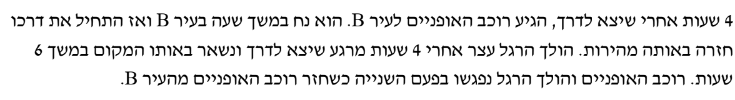 4 שעות אחרי שיצא לדרך, הגיע רוכב האופניים לעיר B. הוא נח במשך שעה בעיר B ואז התחיל את דרכו
חזרה באותה מהירות. הולך הרגל עצר אחרי 4 שעות מרגע שיצא לדרך ונשאר באותו המקום במשך 6
שעות. רוכב האופניים והולך הרגל נפגשו בפעם השנייה כשחזר רוכב האופניים מהעיר B.